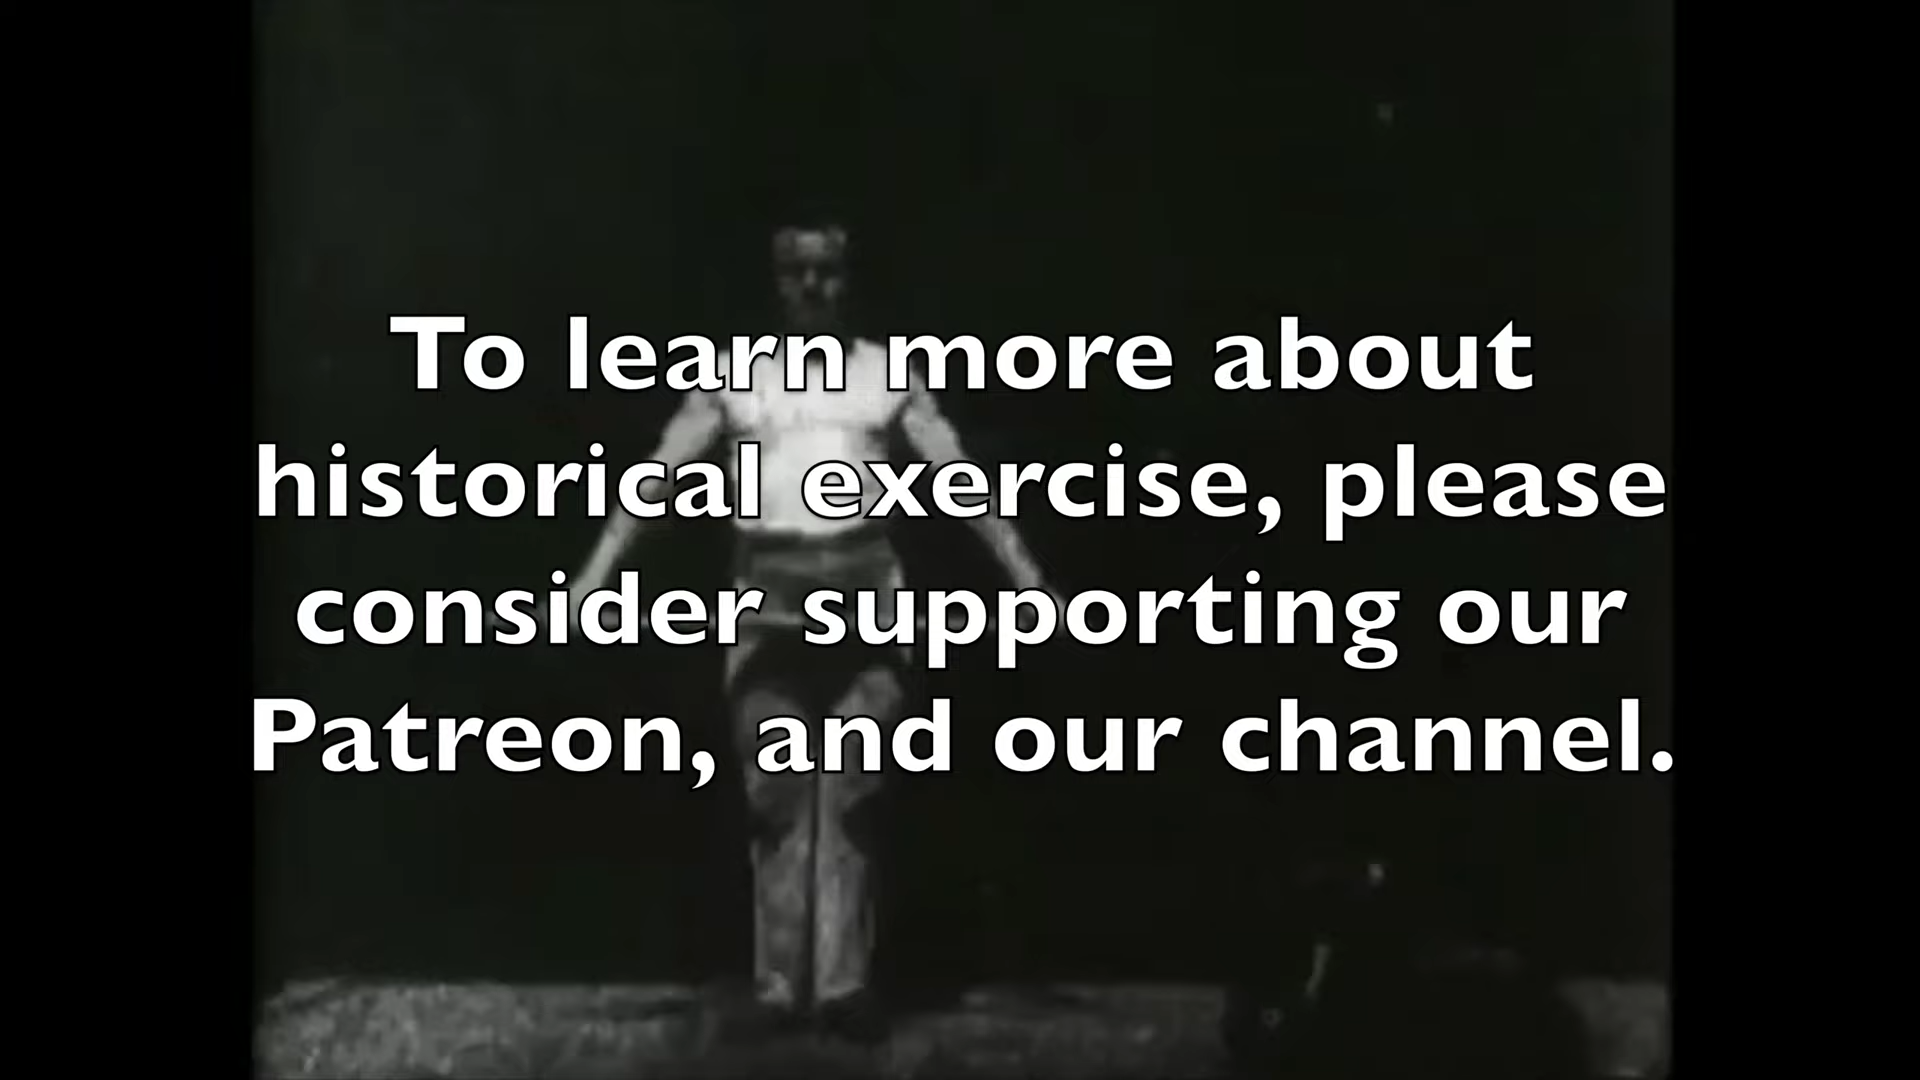 To learn more about
historical exercise, please
consider supporting our
Patreon, and our channel.